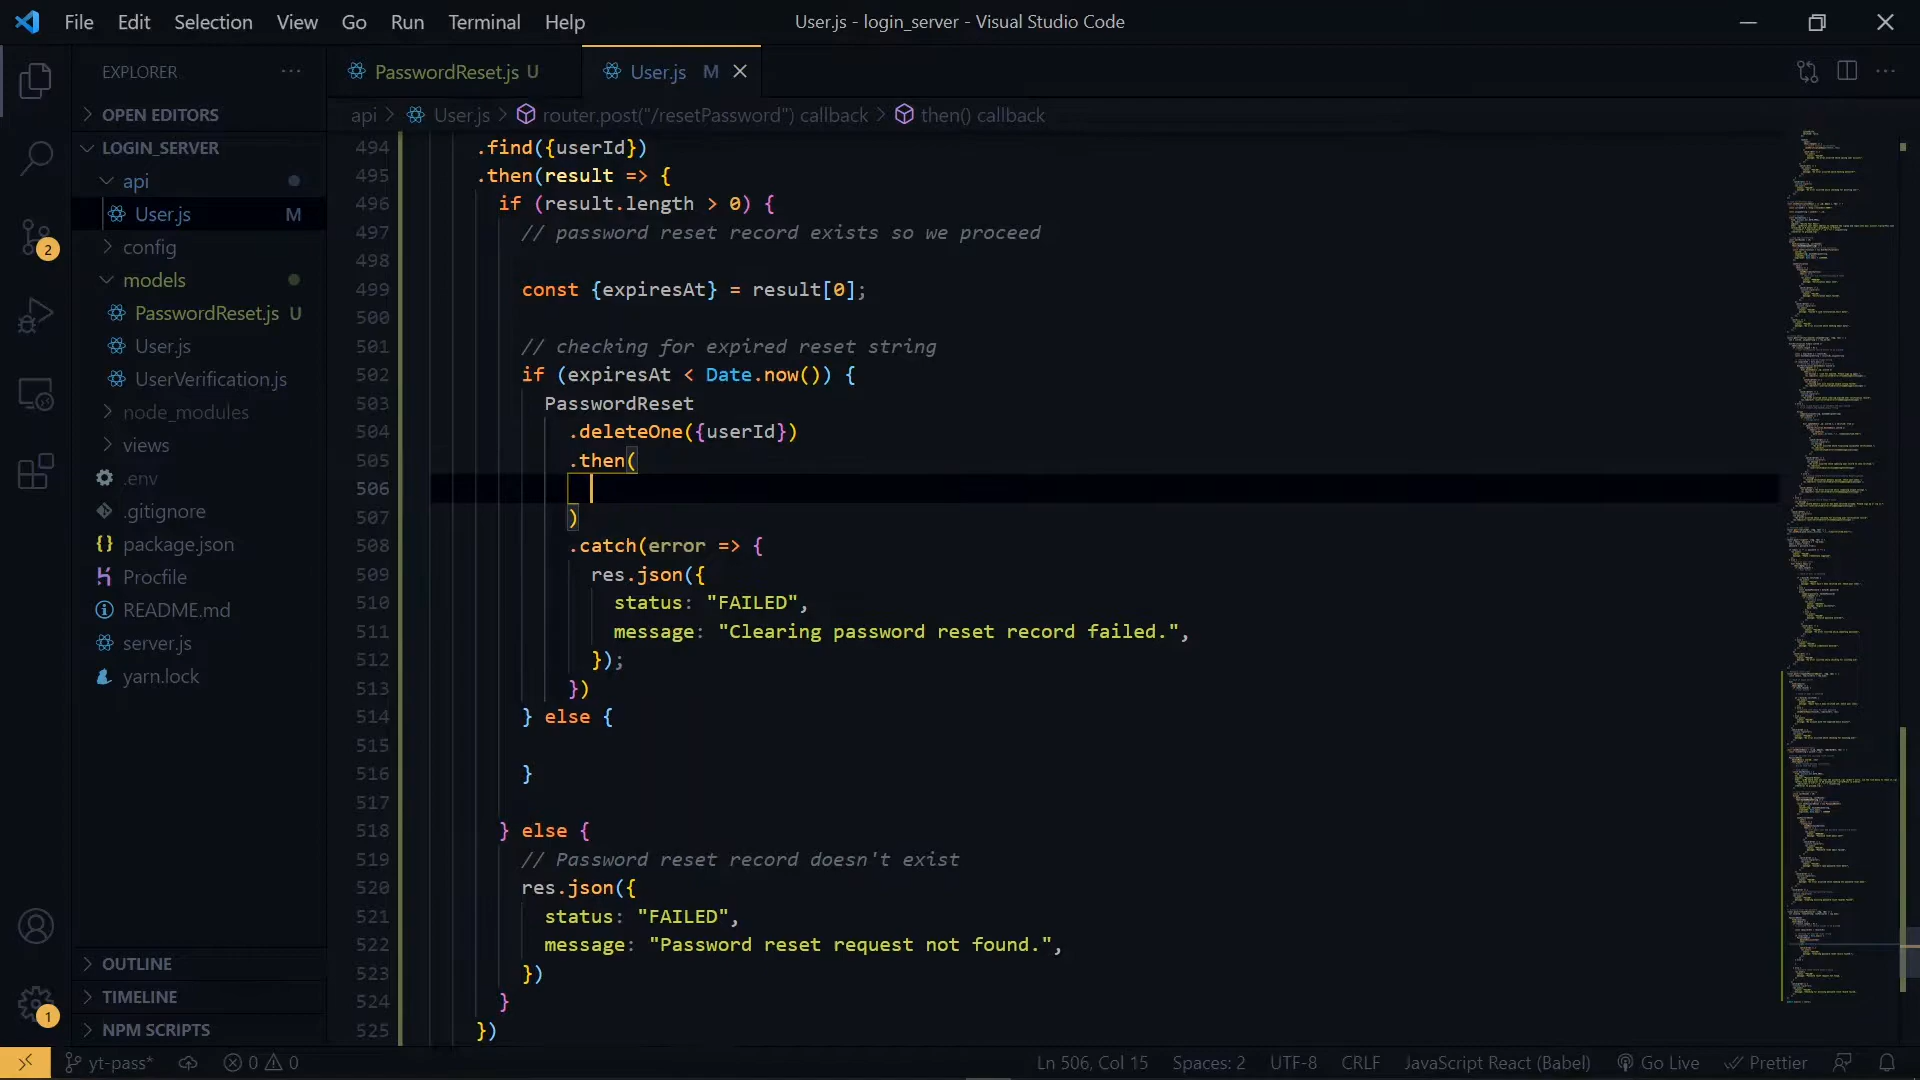 File Edit Selection View Go Run Terminal Help
User.js - login_server - Visual Studio Code
EXPLORER
PasswordReset.js U
User.js M
OPEN EDITORS
LOGIN_SERVER
api
User.js M
config
models
PasswordReset.js U
User.js
UserVerification.js
node_modules
views
.env
.gitignore
package.json
Procfile
README.md
server.js
yarn.lock
OUTLINE
TIMELINE
NPM SCRIPTS
2
1
api > User.js > router.post("/resetPassword") callback > then() callback
494 .find({userId})
495 .then(result => {
496 if (result.length > 0) {
497 // password reset record exists so we proceed
498
499 const {expiresAt} = result[0];
500
501 // checking for expired reset string
502 if (expiresAt < Date.now()) {
503 PasswordReset
504 .deleteOne({userId})
505 .then(
506
507 )
508 .catch(error => {
509 res.json({
510 status: "FAILED",
511 message: "Clearing password reset record failed.",
512 });
513 })
514 } else {
515
516 }
517
518 } else {
519 // Password reset record doesn't exist
520 res.json({
521 status: "FAILED",
522 message: "Password reset request not found.",
523 })
524 }
525 })
yt-pass* 0 0 Ln 506, Col 15 Spaces: 2 UTF-8 CRLF JavaScript React (Babel) Go Live Prettier